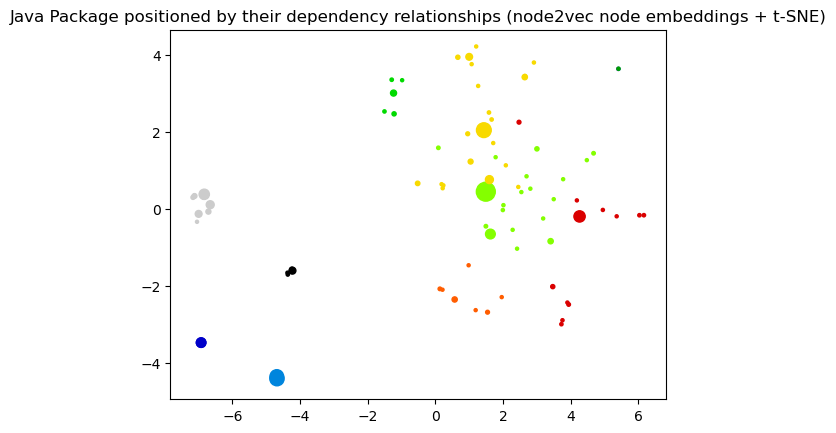 Java Package positioned by their dependency relationships (node2vec node embeddings + t-SNE)
4
2
0
−2
−4
−6 −4 −2 0 2 4 6